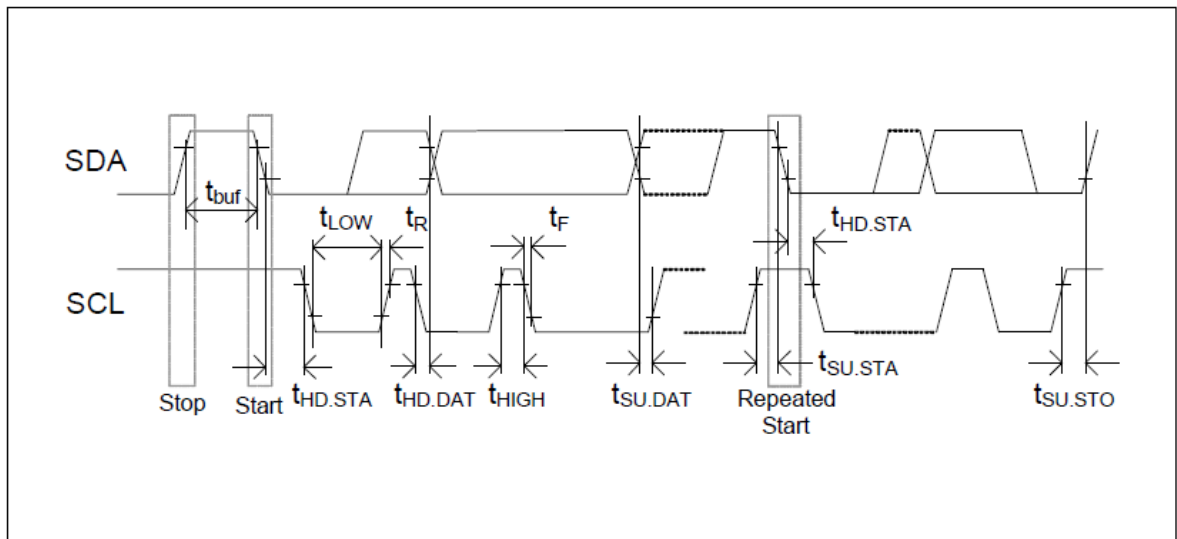 SDA
tbuf
tLOW
tR
tF
tHD.STA
SCL
tHD.STA
tHD.DAT
tHIGH
tSU.DAT
tSU.STA
tSU.STO
Stop
Start
Repeated
Start